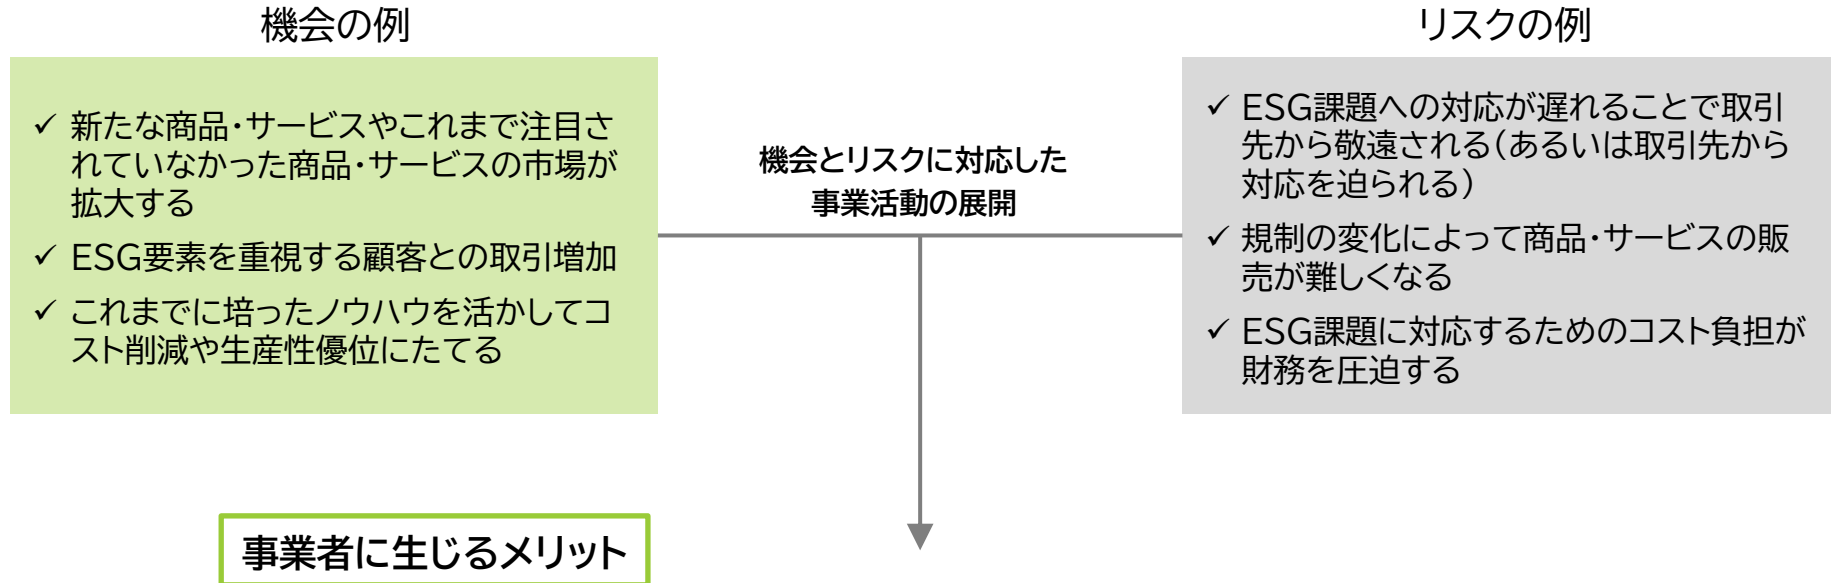 機会の例
✓ 新たな商品・サービスやこれまで注目さ
れていなかった商品・サービスの市場が
拡大する
✓ ESG要素を重視する顧客との取引増加
✓ これまでに培ったノウハウを活かしてコ
スト削減や生産性優位にたてる
機会とリスクに対応した
事業活動の展開
リスクの例
✓ ESG課題への対応が遅れることで取引
先から敬遠される(あるいは取引先から
対応を迫られる)
✓ 規制の変化によって商品・サービスの販
売が難しくなる
✓ ESG課題に対応するためのコスト負担が
財務を圧迫する
事業者に生じるメリット